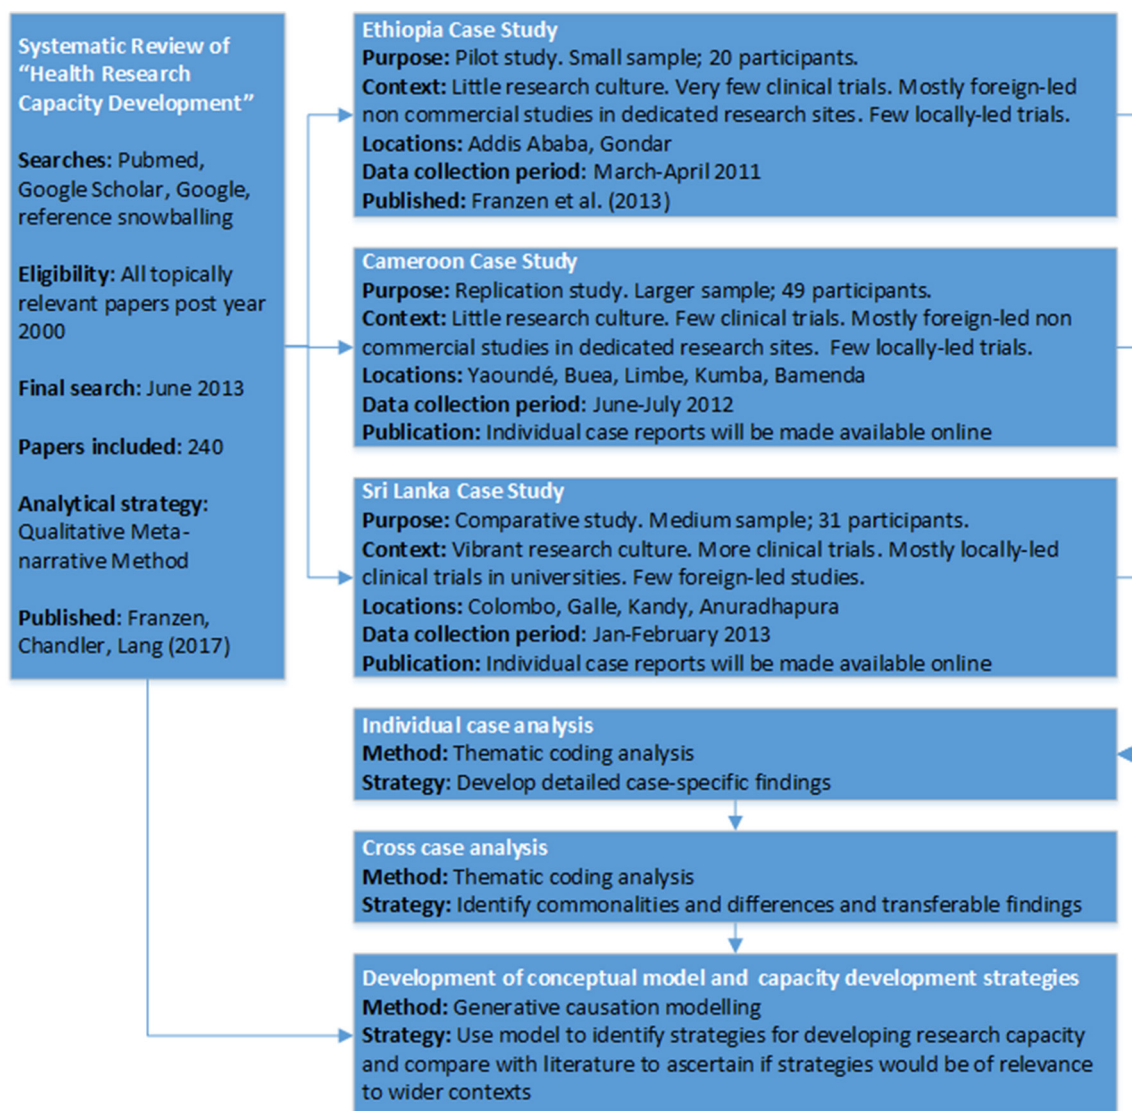 Systematic Review of
“Health Research
Capacity Development”
Searches: Pubmed,
Google Scholar, Google,
reference snowballing
Eligibility: All topically
relevant papers post year
2000
Final search: June 2013
Papers included: 240
Analytical strategy:
Qualitative Meta-
narrative Method
Published: Franzen,
Chandler, Lang (2017)
Ethiopia Case Study
Purpose: Pilot study. Small sample; 20 participants.
Context: Little research culture. Very few clinical trials. Mostly foreign-led
non commercial studies in dedicated research sites. Few locally-led trials.
Locations: Addis Ababa, Gondar
Data collection period: March-April 2011
Published: Franzen et al. (2013)
Cameroon Case Study
Purpose: Replication study. Larger sample; 49 participants.
Context: Little research culture. Few clinical trials. Mostly foreign-led non
commercial studies in dedicated research sites. Few locally-led trials.
Locations: Yaoundé, Buea, Limbe, Kumba, Bamenda
Data collection period: June-July 2012
Publication: Individual case reports will be made available online
Sri Lanka Case Study
Purpose: Comparative study. Medium sample; 31 participants.
Context: Vibrant research culture. More clinical trials. Mostly locally-led
clinical trials in universities. Few foreign-led studies.
Locations: Colombo, Galle, Kandy, Anuradhapura
Data collection period: Jan-February 2013
Publication: Individual case reports will be made available online
Individual case analysis
Method: Thematic coding analysis
Strategy: Develop detailed case-specific findings
Cross case analysis
Method: Thematic coding analysis
Strategy: Identify commonalities and differences and transferable findings
Development of conceptual model and capacity development strategies
Method: Generative causation modelling
Strategy: Use model to identify strategies for developing research capacity
and compare with literature to ascertain if strategies would be of relevance
to wider contexts